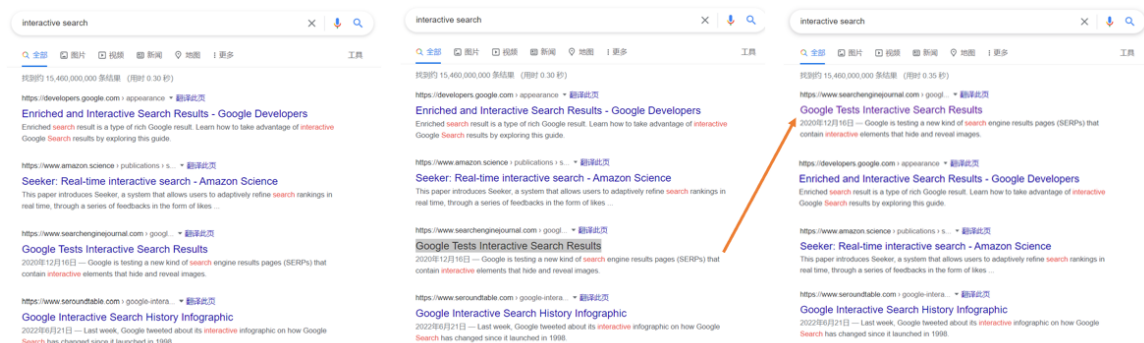 interactive search
全部 图片 视频 新闻 地图 更多 工具
找到约 15,460,000,000 条结果 (用时 0.30 秒)
https://developers.google.com › appearance 翻译此页
Enriched and Interactive Search Results - Google Developers
Enriched search result is a type of rich Google result. Learn how to take advantage of interactive
Google Search results by exploring this guide.
https://www.amazon.science › publications › s... 翻译此页
Seeker: Real-time interactive search - Amazon Science
This paper introduces Seeker, a system that allows users to adaptively refine search rankings in
real time, through a series of feedbacks in the form of likes ...
https://www.searchenginejournal.com › googl... 翻译此页
Google Tests Interactive Search Results
2020年12月16日 — Google is testing a new kind of search engine results pages (SERPs) that
contain interactive elements that hide and reveal images.
https://www.seroundtable.com › google-intera... 翻译此页
Google Interactive Search History Infographic
2022年6月21日 — Last week, Google tweeted about its interactive infographic on how Google
Search has changed since it launched in 1998.
interactive search
全部 图片 视频 新闻 地图 更多 工具
找到约 15,460,000,000 条结果 (用时 0.30 秒)
https://developers.google.com › appearance 翻译此页
Enriched and Interactive Search Results - Google Developers
Enriched search result is a type of rich Google result. Learn how to take advantage of interactive
Google Search results by exploring this guide.
https://www.amazon.science › publications › s... 翻译此页
Seeker: Real-time interactive search - Amazon Science
This paper introduces Seeker, a system that allows users to adaptively refine search rankings in
real time, through a series of feedbacks in the form of likes ...
https://www.searchenginejournal.com › googl... 翻译此页
Google Tests Interactive Search Results
2020年12月16日 — Google is testing a new kind of search engine results pages (SERPs) that
contain interactive elements that hide and reveal images.
https://www.seroundtable.com › google-intera... 翻译此页
Google Interactive Search History Infographic
2022年6月21日 — Last week, Google tweeted about its interactive infographic on how Google
Search has changed since it launched in 1998.
interactive search
全部 图片 视频 新闻 地图 更多 工具
找到约 15,460,000,000 条结果 (用时 0.35 秒)
https://www.searchenginejournal.com › googl... 翻译此页
Google Tests Interactive Search Results
2020年12月16日 — Google is testing a new kind of search engine results pages (SERPs) that
contain interactive elements that hide and reveal images.
https://developers.google.com › appearance 翻译此页
Enriched and Interactive Search Results - Google Developers
Enriched search result is a type of rich Google result. Learn how to take advantage of interactive
Google Search results by exploring this guide.
https://www.amazon.science › publications › s... 翻译此页
Seeker: Real-time interactive search - Amazon Science
This paper introduces Seeker, a system that allows users to adaptively refine search rankings in
real time, through a series of feedbacks in the form of likes ...
https://www.seroundtable.com › google-intera... 翻译此页
Google Interactive Search History Infographic
2022年6月21日 — Last week, Google tweeted about its interactive infographic on how Google
Search has changed since it launched in 1998.